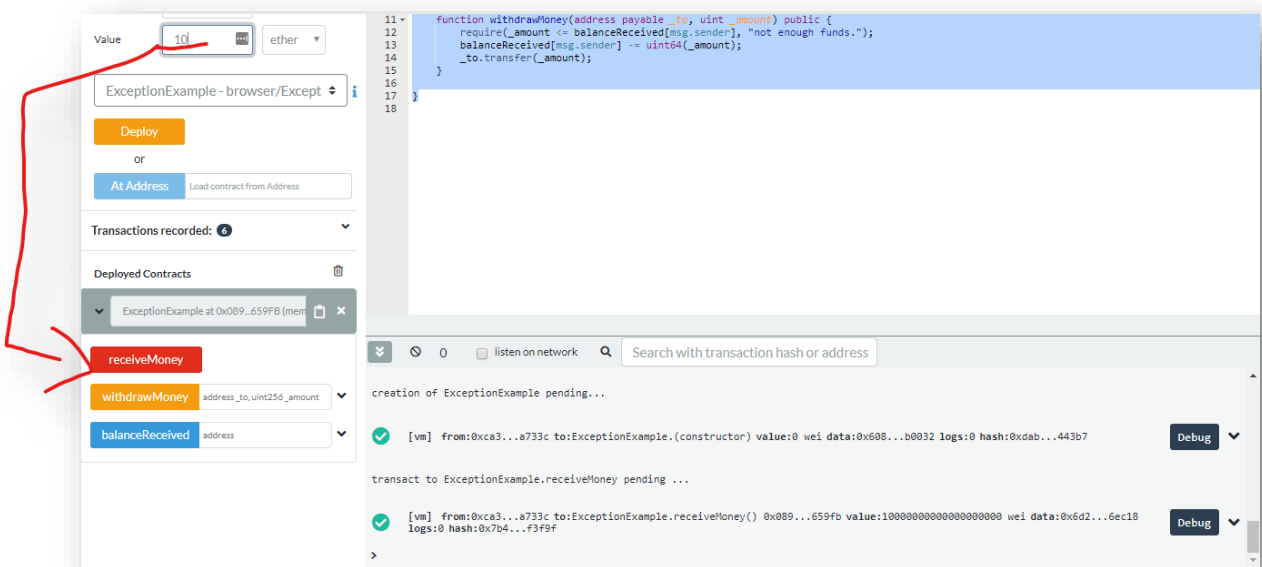 Value 10 ether
ExceptionExample - browser/Except
i
Deploy
or
At Address Load contract from Address
Transactions recorded: 6
Deployed Contracts
ExceptionExample at 0x089...659FB (mem
receiveMoney
withdrawMoney address _to, uint256 _amount
balanceReceived address
11 function withdrawMoney(address payable _to, uint _amount) public {
12 require(_amount <= balanceReceived[msg.sender], "not enough funds.");
13 balanceReceived[msg.sender] -= uint64(_amount);
14 _to.transfer(_amount);
15 }
16
17 }
18
0 listen on network Search with transaction hash or address
creation of ExceptionExample pending...
[vm] from:0xca3...a733c to:ExceptionExample.(constructor) value:0 wei data:0x608...b0032 logs:0 hash:0xdab...443b7 Debug
transact to ExceptionExample.receiveMoney pending ...
[vm] from:0xca3...a733c to:ExceptionExample.receiveMoney() 0x089...659fb value:10000000000000000000 wei data:0x6d2...6ec18
logs:0 hash:0x7b4...f3f9f Debug
>